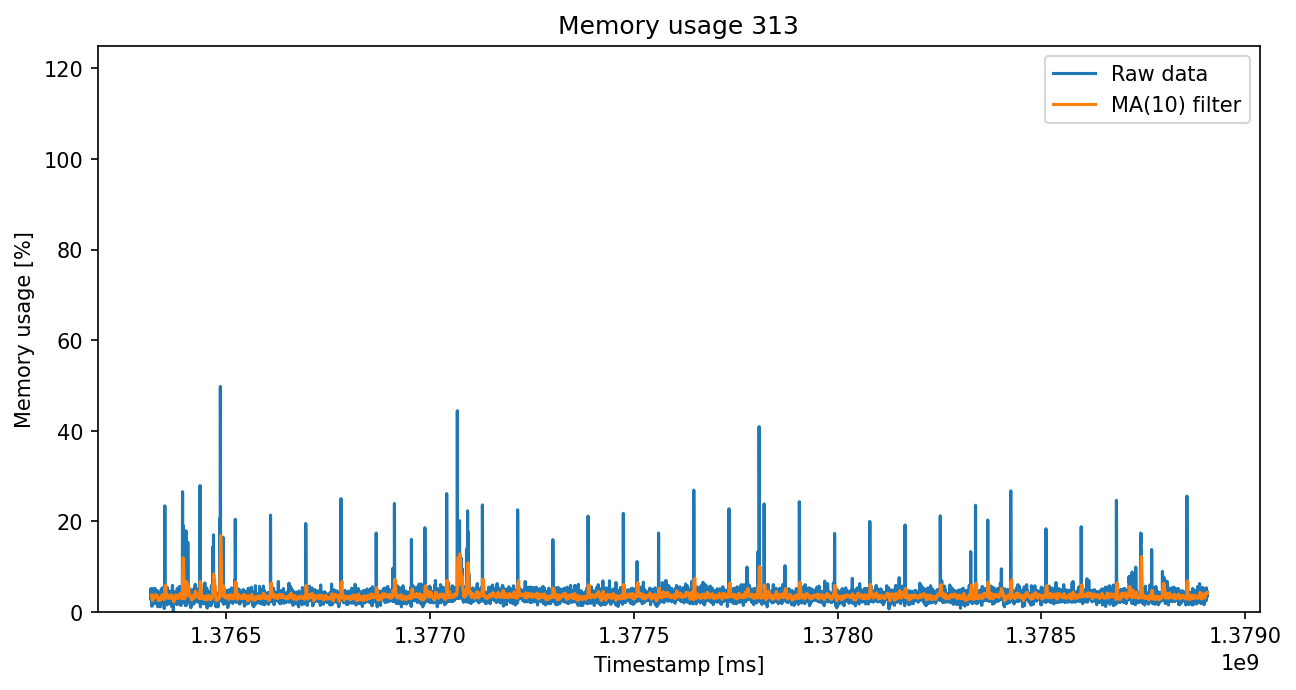 Memory usage 313
Raw data
MA(10) filter
Memory usage [%]
120
100
80
60
40
20
0
1.3765 1.3770 1.3775 1.3780 1.3785 1.3790
1e9
Timestamp [ms]